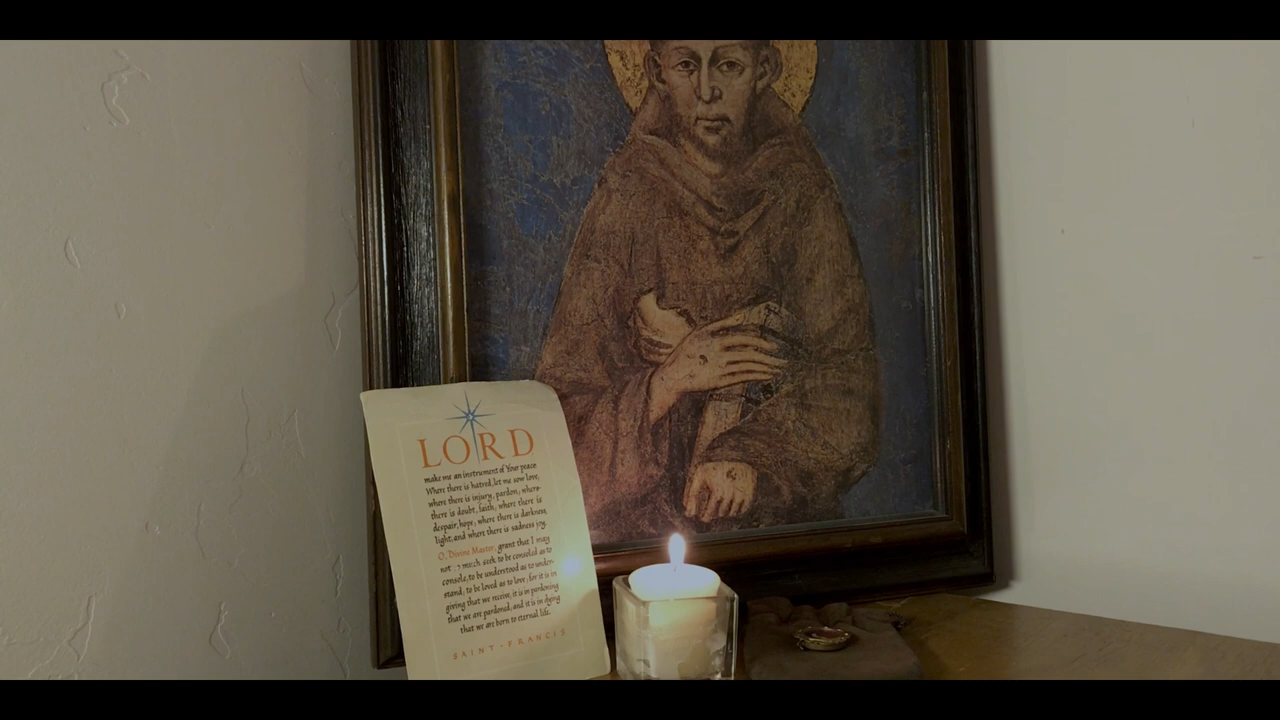 LORD
make me an instrument of Your peace
Where there is hatred, let me sow love,
where there is injury, pardon; where
there is doubt, faith; where there is
despair, hope; where there is darkness,
light, and where there is sadness joy.
O, Divine Master, grant that I may
not so much seek to be consoled as to
console, to be understood as to under-
stand, to be loved as to love; for it is in
giving that we receive, it is in pardoning
that we are pardoned, and it is in dying
that we are born to eternal life.
SAINT · FRANCIS